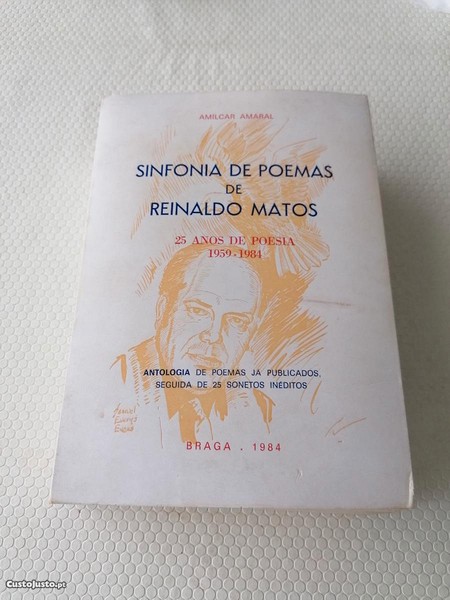 AMILCAR AMARAL
SINFONIA DE POEMAS
DE
REINALDO MATOS
25 ANOS DE POESIA
1959-1984
ANTOLOGIA DE POEMAS JÁ PUBLICADOS,
SEGUIDA DE 25 SONETOS INÉDITOS
BRAGA . 1984
CustoJusto.pt